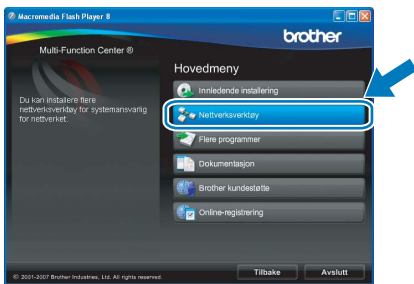 Macromedia Flash Player 8
brother
Multi-Function Center ®
Hovedmeny
Du kan installere flere
nettverksverktøy for systemansvarlig
for nettverket.
Innledende installering
Nettverksverktøy
Flere programmer
Dokumentasjon
Brother kundestøtte
Online-registrering
© 2001-2007 Brother Industries, Ltd. All rights reserved.
Tilbake
Avslutt